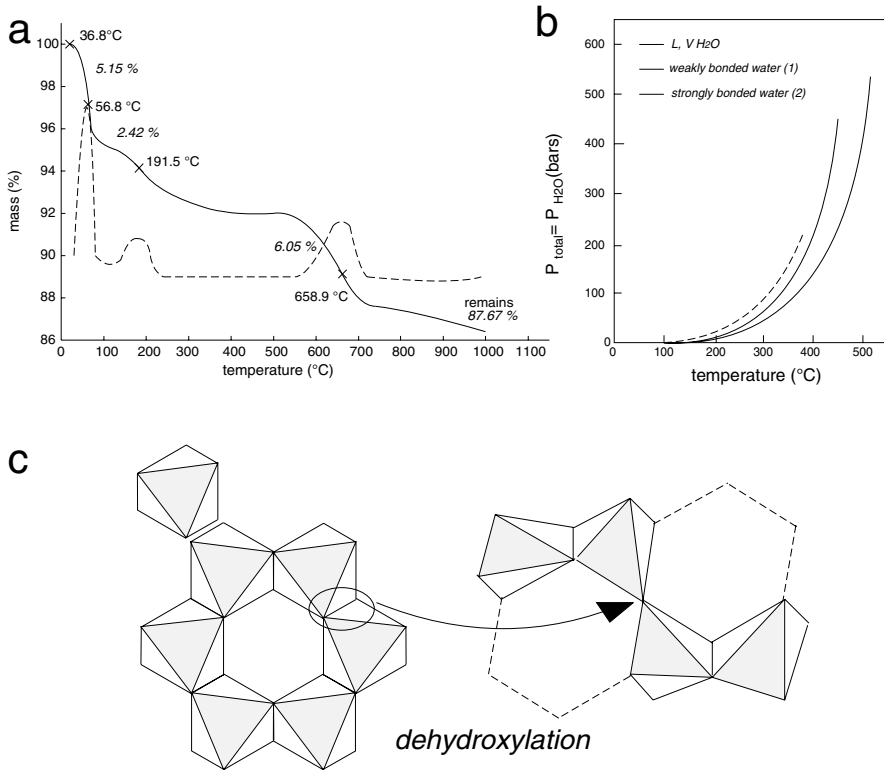 a
36.8°C
5.15 %
56.8 °C
2.42 %
191.5 °C
6.05 %
658.9 °C
remains
87.67 %
100
98
96
94
92
90
88
86
mass (%)
0 100 200 300 400 500 600 700 800 900 1000 1100
temperature (°C)
b
L, V H2O
weakly bonded water (1)
strongly bonded water (2)
600
500
400
300
200
100
0
P total = P H2O (bars)
0 100 200 300 400 500
temperature (°C)
c
dehydroxylation